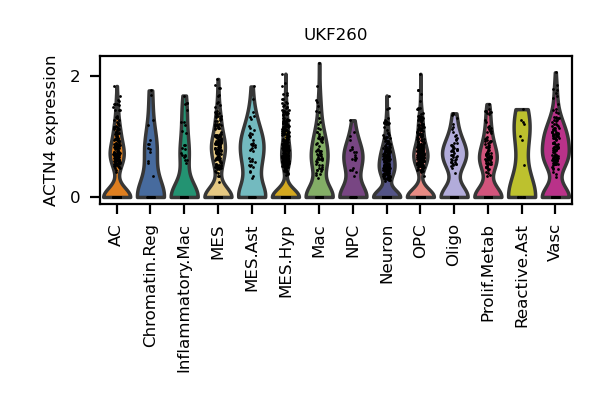 UKF260
ACTN4 expression
2
0
AC
Chromatin.Reg
Inflammatory.Mac
MES
MES.Ast
MES.Hyp
Mac
NPC
Neuron
OPC
Oligo
Prolif.Metab
Reactive.Ast
Vasc